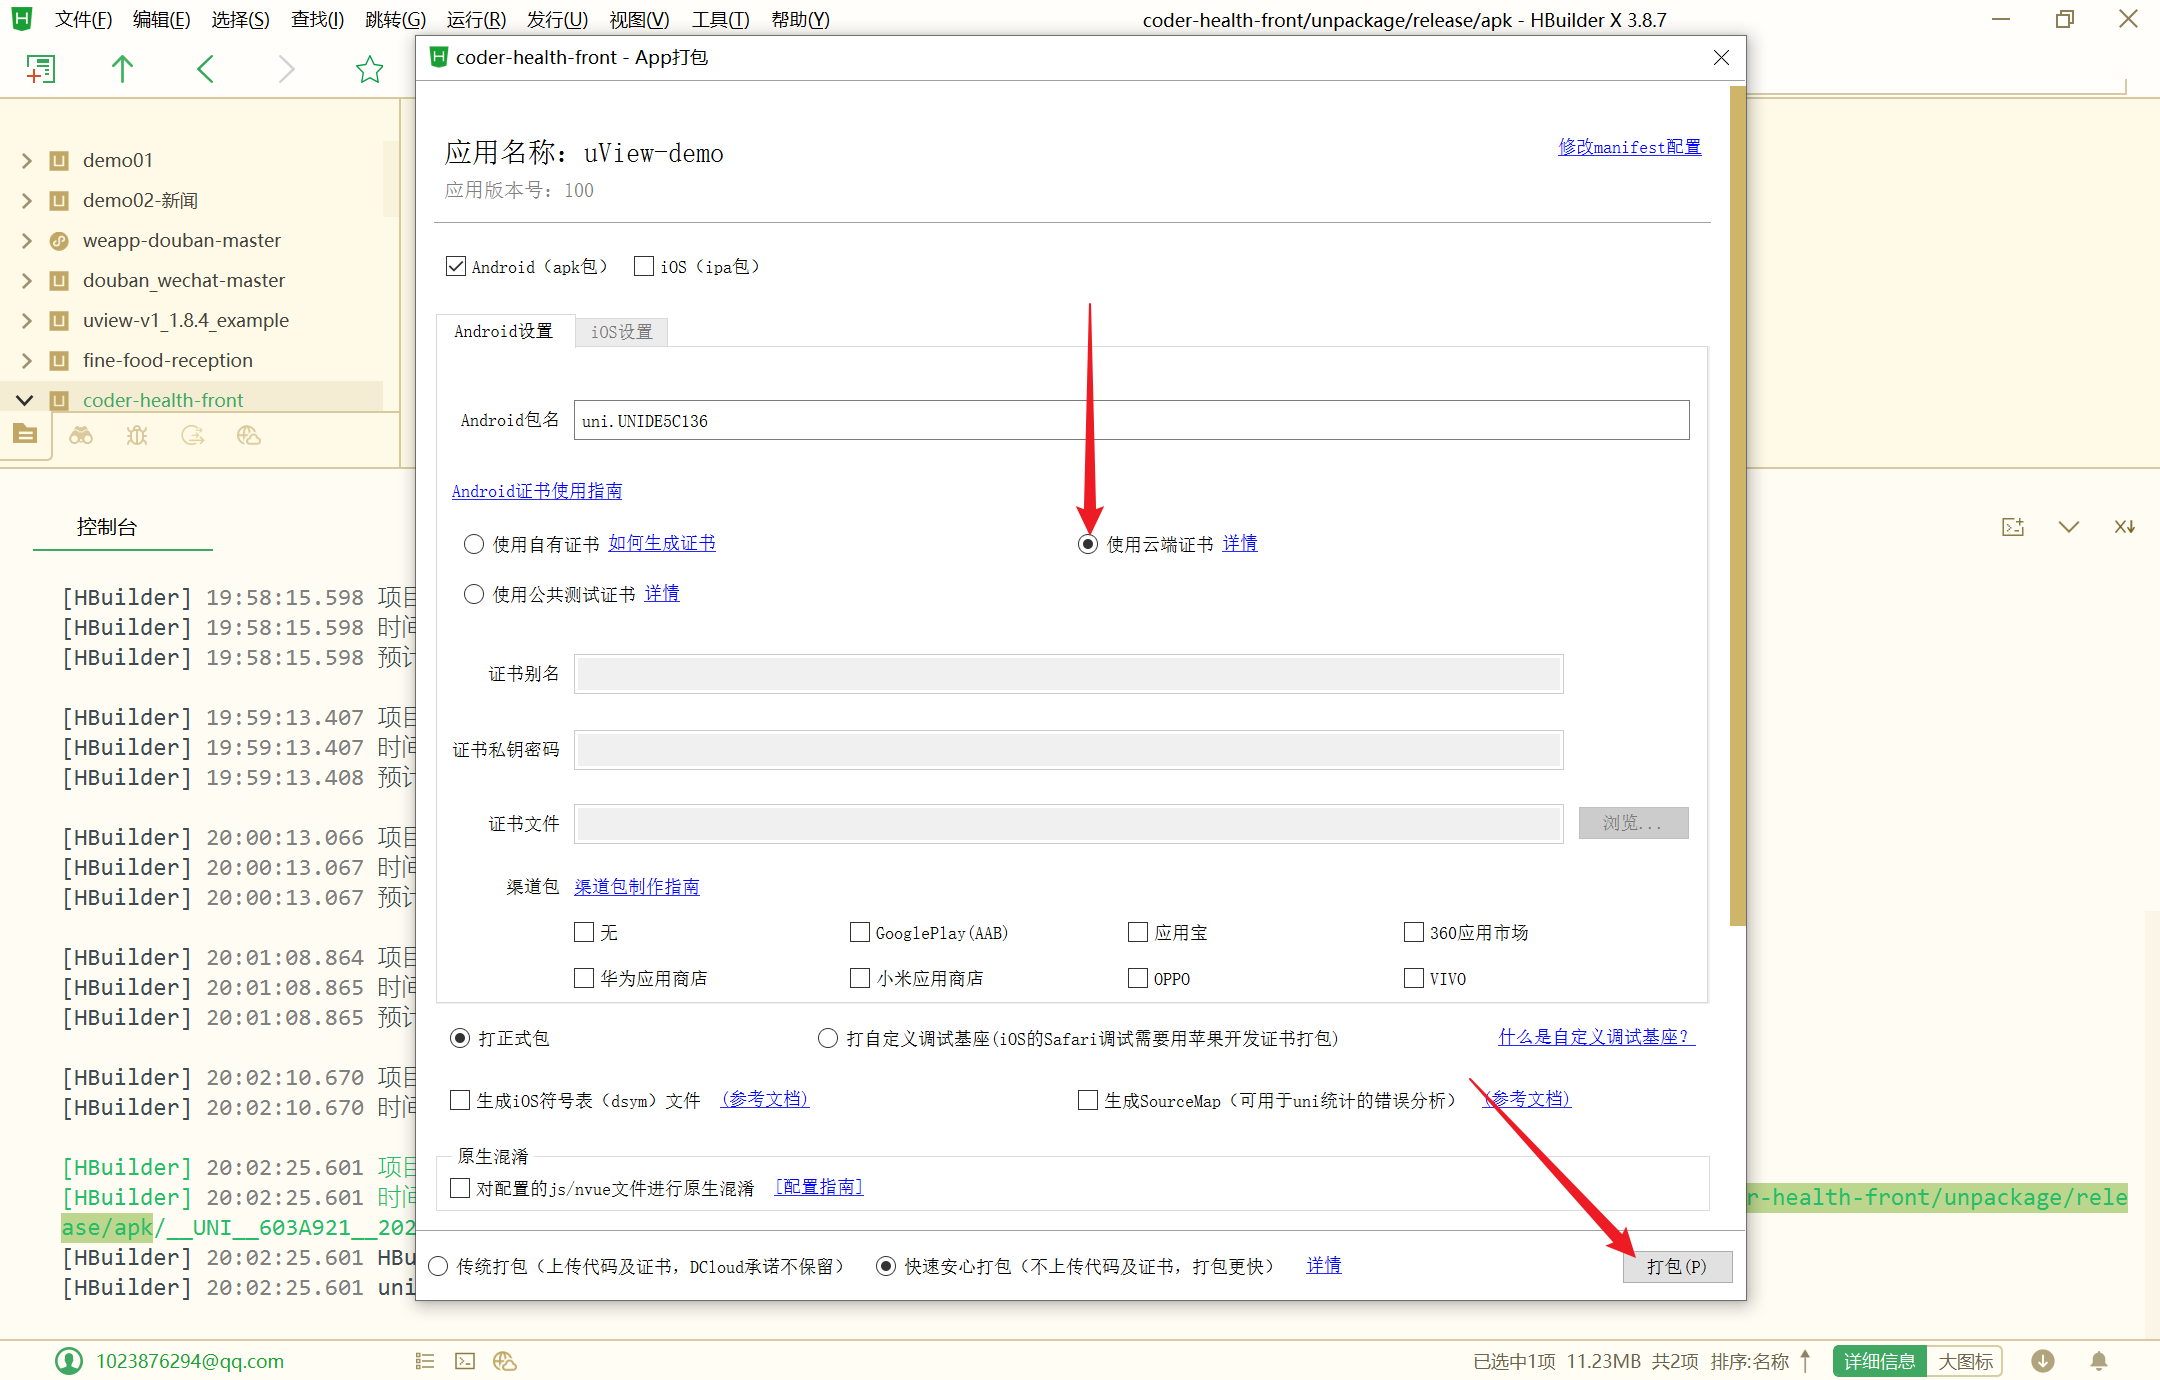 文件(F) 编辑(E) 选择(S) 查找(I) 跳转(G) 运行(R) 发行(U) 视图(V) 工具(T) 帮助(Y)
coder-health-front/unpackage/release/apk - HBuilder X 3.8.7
coder-health-front - App打包
demo01
demo02-新闻
weapp-douban-master
douban_wechat-master
uview-v1_1.8.4_example
fine-food-reception
coder-health-front
应用名称：uView-demo
修改manifest配置
应用版本号：100
Android（apk包） iOS（ipa包）
Android设置 iOS设置
Android包名 uni.UNIDE5C136
Android证书使用指南
使用自有证书 如何生成证书 使用云端证书 详情
使用公共测试证书 详情
证书别名
证书私钥密码
证书文件 浏览...
渠道包 渠道包制作指南
无 GooglePlay(AAB) 应用宝 360应用市场
华为应用商店 小米应用商店 OPPO VIVO
打正式包 打自定义调试基座(iOS的Safari调试需要用苹果开发证书打包) 什么是自定义调试基座？
生成iOS符号表（dsym）文件 (参考文档) 生成SourceMap（可用于uni统计的错误分析） (参考文档)
原生混淆
对配置的js/nvue文件进行原生混淆 [配置指南]
传统打包（上传代码及证书，DCloud承诺不保留） 快速安心打包（不上传代码及证书，打包更快） 详情 打包(P)
控制台
[HBuilder] 19:58:15.598 项目
[HBuilder] 19:58:15.598 时间
[HBuilder] 19:58:15.598 预计
[HBuilder] 19:59:13.407 项目
[HBuilder] 19:59:13.407 时间
[HBuilder] 19:59:13.408 预计
[HBuilder] 20:00:13.066 项目
[HBuilder] 20:00:13.067 时间
[HBuilder] 20:00:13.067 预计
[HBuilder] 20:01:08.864 项目
[HBuilder] 20:01:08.865 时间
[HBuilder] 20:01:08.865 预计
[HBuilder] 20:02:10.670 项目
[HBuilder] 20:02:10.670 时间
[HBuilder] 20:02:25.601 项目
[HBuilder] 20:02:25.601 时间 r-health-front/unpackage/rele
ase/apk/__UNI__603A921__202
[HBuilder] 20:02:25.601 HBu
[HBuilder] 20:02:25.601 uni
1023876294@qq.com
已选中1项 11.23MB 共2项 排序:名称 详细信息 大图标